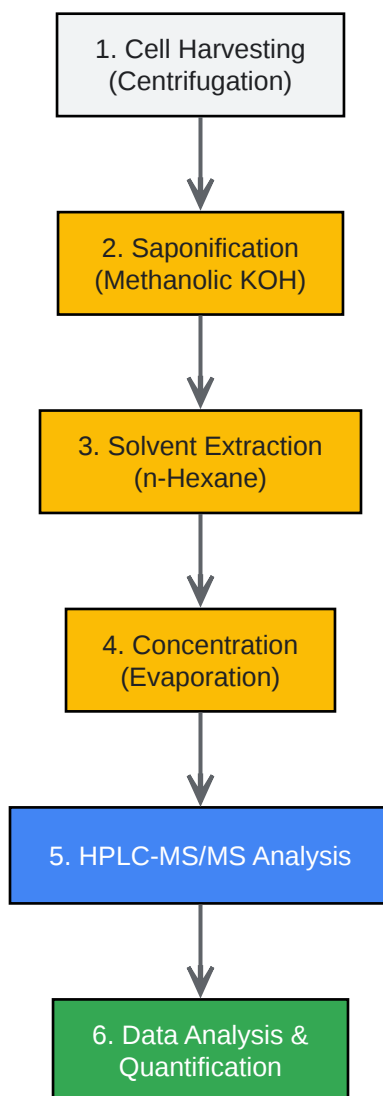 1. Cell Harvesting
(Centrifugation)
2. Saponification
(Methanolic KOH)
3. Solvent Extraction
(n-Hexane)
4. Concentration
(Evaporation)
5. HPLC-MS/MS Analysis
6. Data Analysis &
Quantification